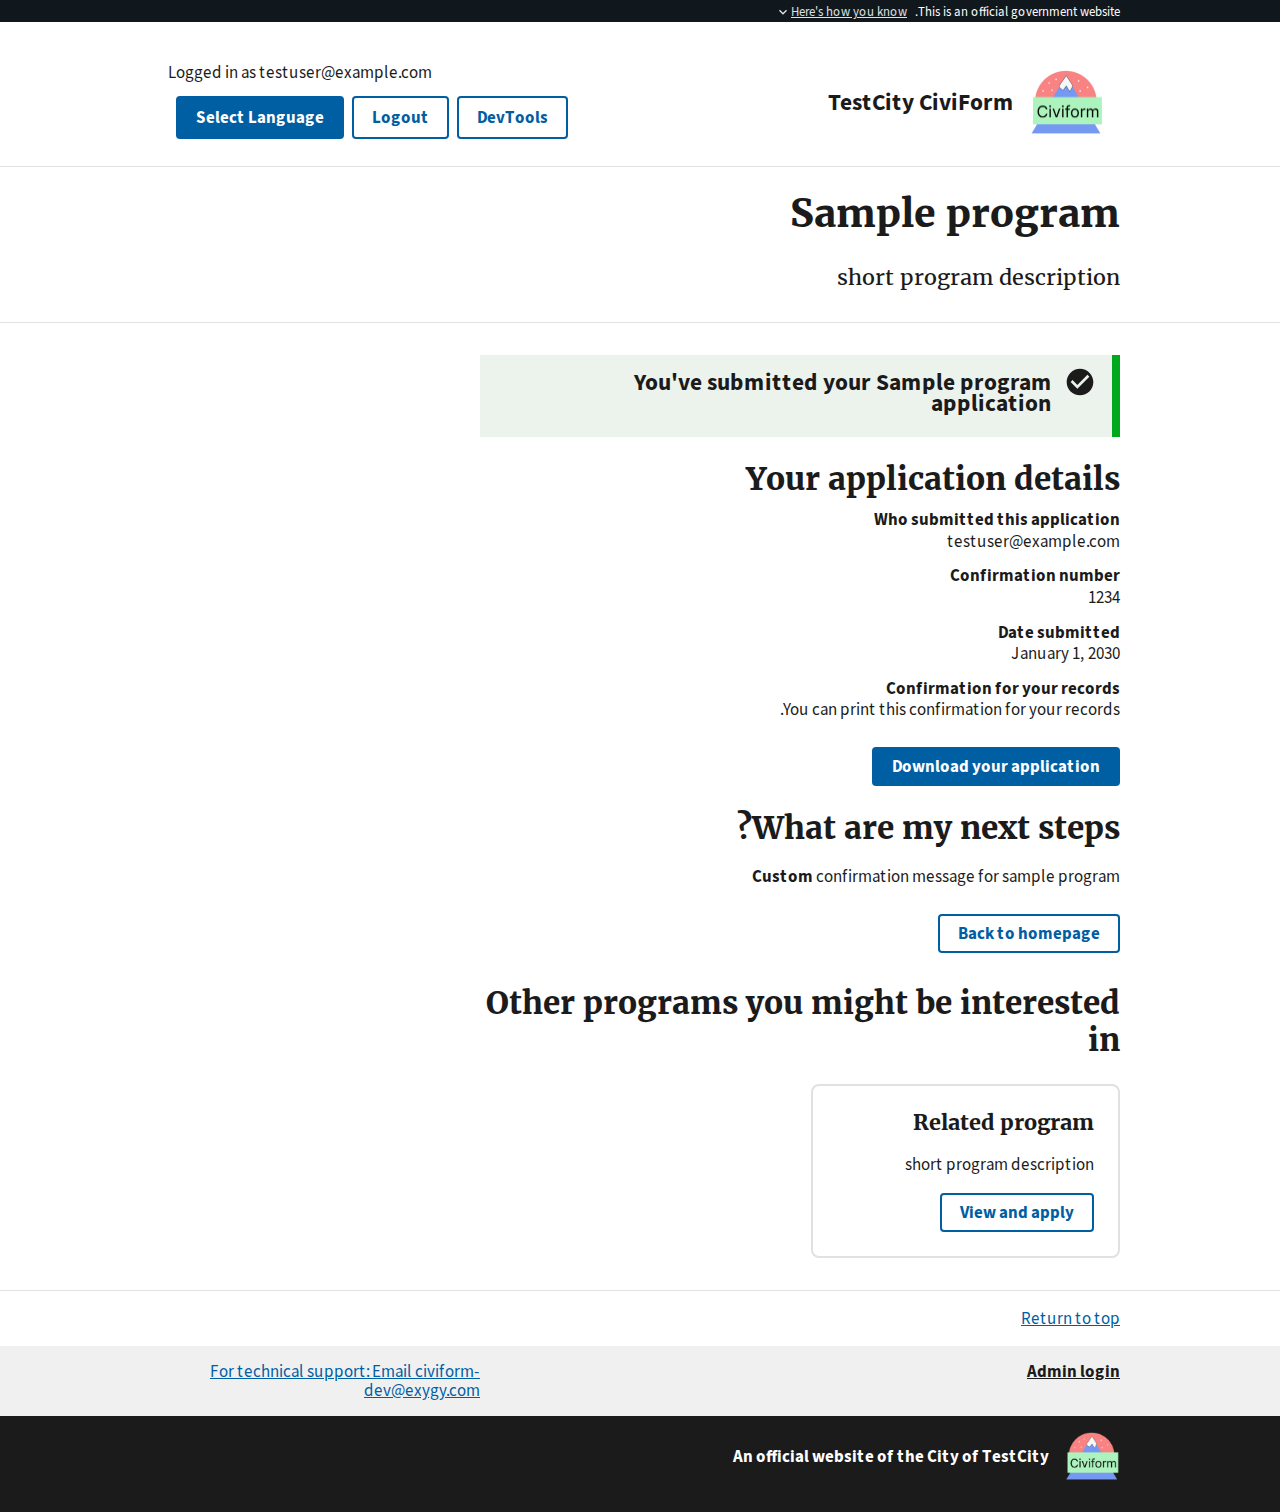 .This is an official government website Here's how you know
Civiform
TestCity CiviForm
Logged in as testuser@example.com
Select Language Logout DevTools
Sample program
short program description
You've submitted your Sample program
application
Your application details
Who submitted this application
testuser@example.com
Confirmation number
1234
Date submitted
January 1, 2030
Confirmation for your records
.You can print this confirmation for your records
Download your application
?What are my next steps
Custom confirmation message for sample program
Back to homepage
Other programs you might be interested
in
Related program
short program description
View and apply
Return to top
Admin login
For technical support: Email civiform-
dev@exygy.com
Civiform
An official website of the City of TestCity